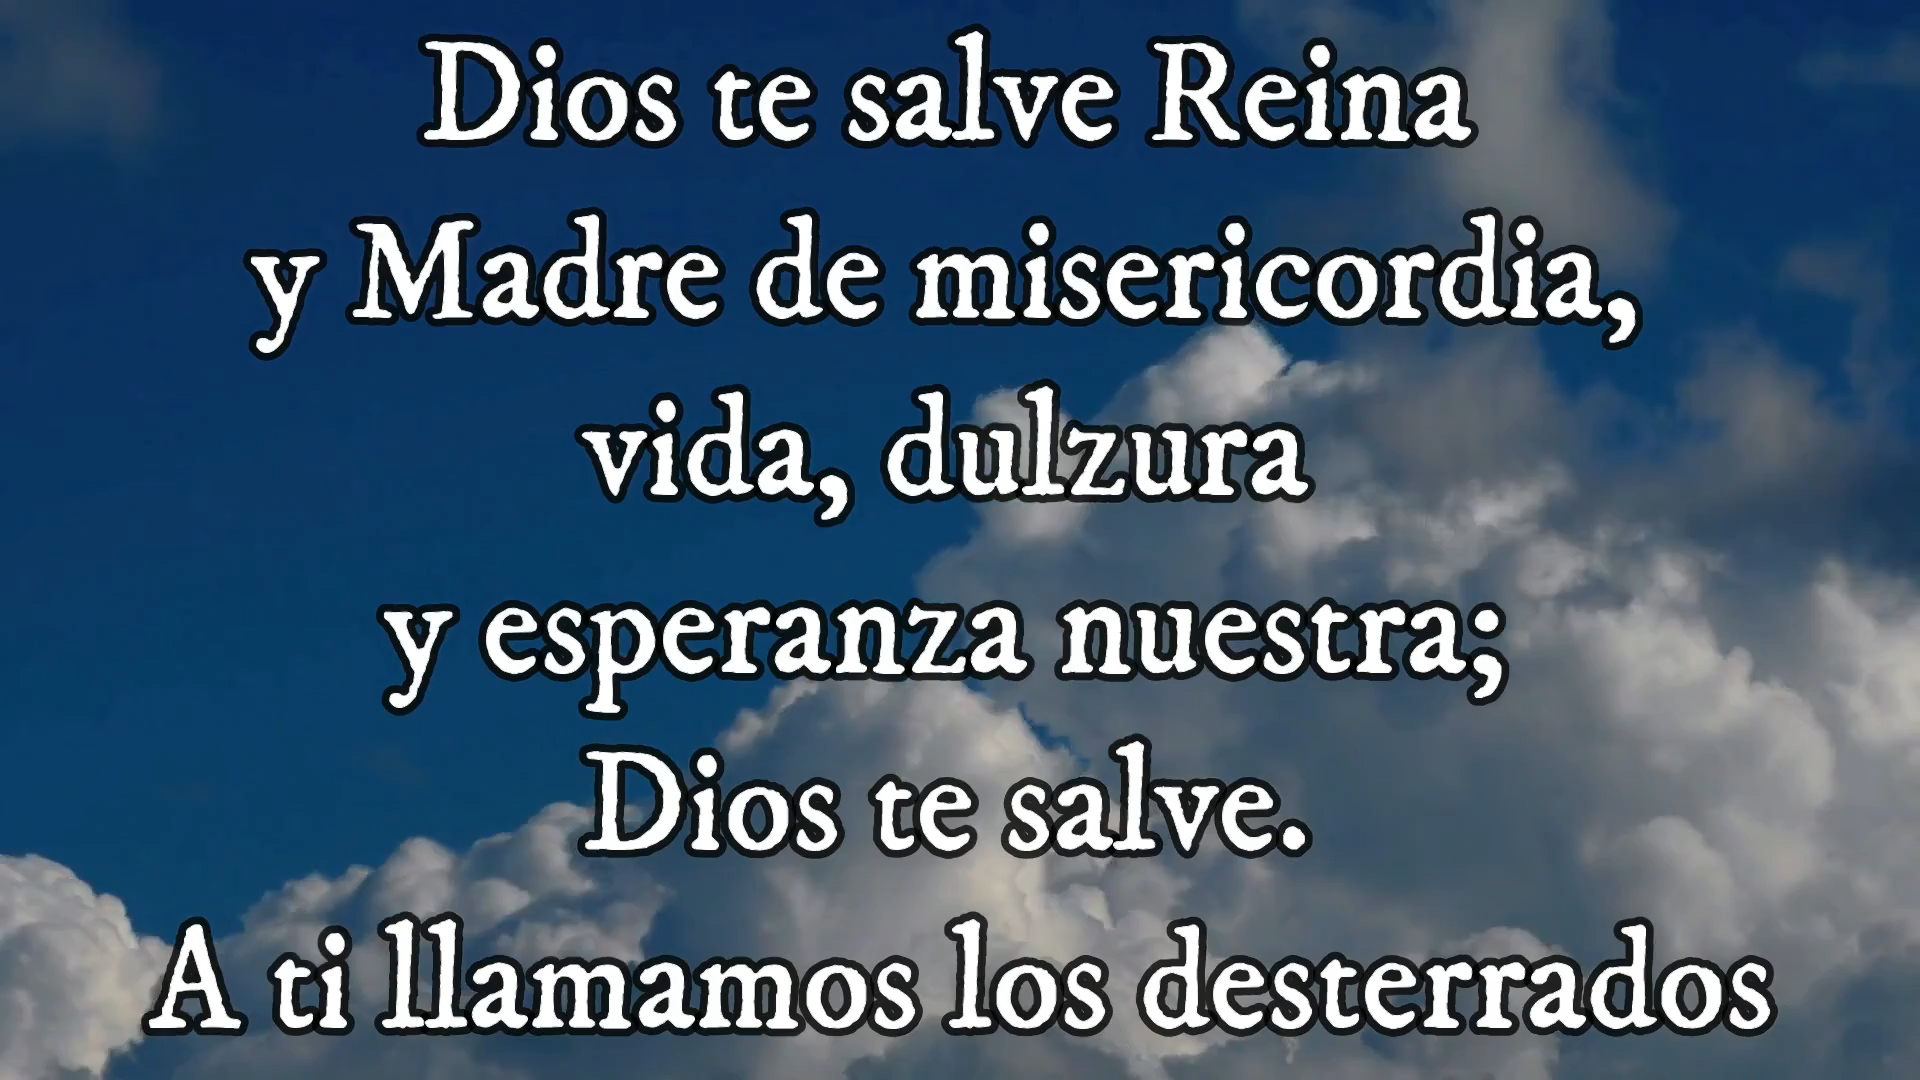 Dios te salve Reina
y Madre de misericordia,
vida, dulzura
y esperanza nuestra;
Dios te salve.
A ti llamamos los desterrados